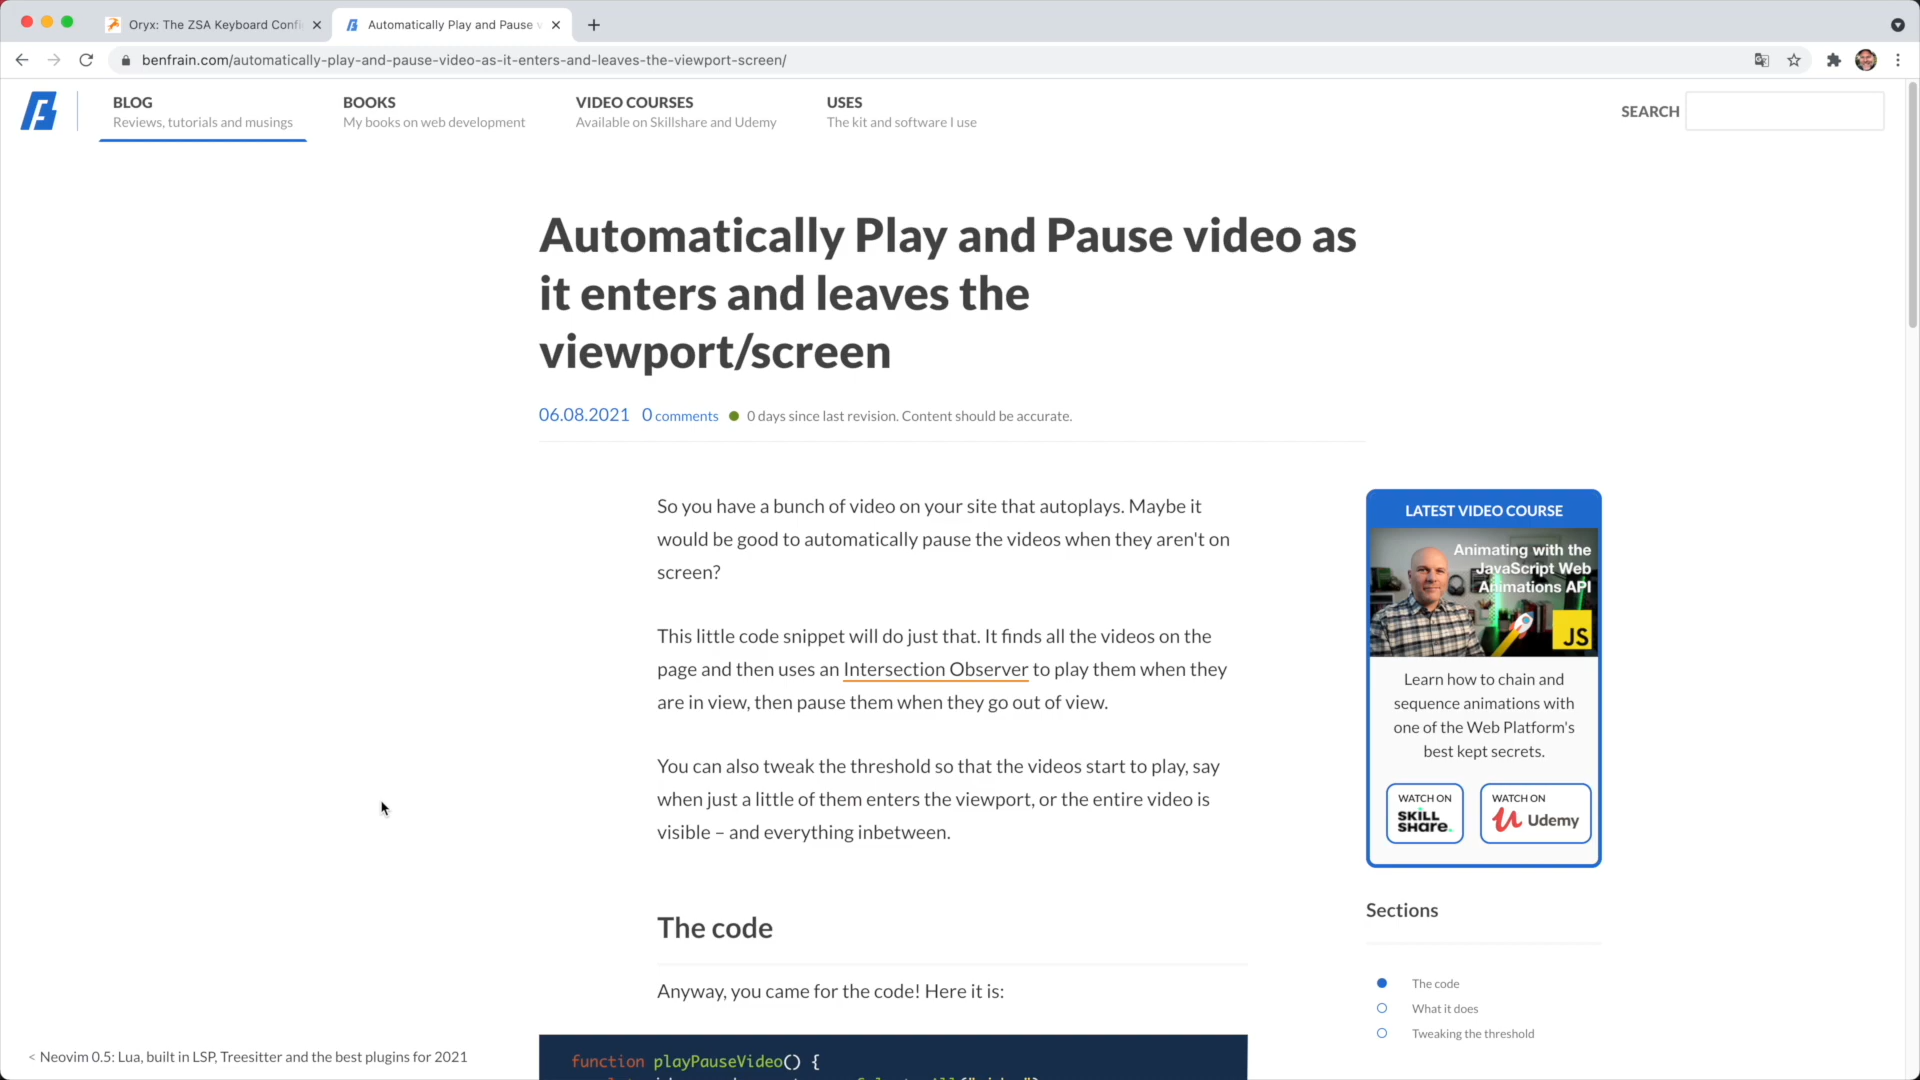 Oryx: The ZSA Keyboard Confi
Automatically Play and Pause v
benfrain.com/automatically-play-and-pause-video-as-it-enters-and-leaves-the-viewport-screen/
BLOG
Reviews, tutorials and musings
BOOKS
My books on web development
VIDEO COURSES
Available on Skillshare and Udemy
USES
The kit and software I use
SEARCH
Automatically Play and Pause video as
it enters and leaves the
viewport/screen
06.08.2021 0 comments 0 days since last revision. Content should be accurate.
So you have a bunch of video on your site that autoplays. Maybe it
would be good to automatically pause the videos when they aren't on
screen?
This little code snippet will do just that. It finds all the videos on the
page and then uses an Intersection Observer to play them when they
are in view, then pause them when they go out of view.
You can also tweak the threshold so that the videos start to play, say
when just a little of them enters the viewport, or the entire video is
visible – and everything inbetween.
The code
Anyway, you came for the code! Here it is:
function playPauseVideo() {
LATEST VIDEO COURSE
Animating with the
JavaScript Web
Animations API
JS
Learn how to chain and
sequence animations with
one of the Web Platform's
best kept secrets.
WATCH ON
SKILL
SHARE.
WATCH ON
Udemy
Sections
The code
What it does
Tweaking the threshold
< Neovim 0.5: Lua, built in LSP, Treesitter and the best plugins for 2021